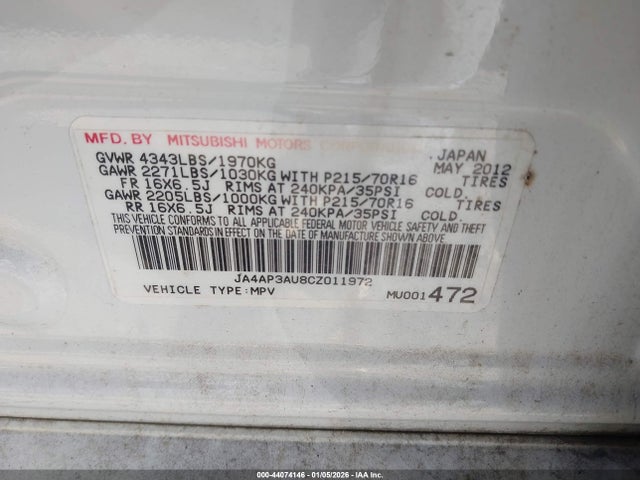 MFD. BY MITSUBISHI MOTORS CORPORATION JAPAN
GVWR 4343LBS/1970KG MAY 2012
GAWR 2271LBS/1030KG WITH P215/70R16 TIRES
FR 16X6.5J RIMS AT 240KPA/35PSI COLD.
GAWR 2205LBS/1000KG WITH P215/70R16 TIRES
RR 16X6.5J RIMS AT 240KPA/35PSI COLD.
THIS VEHICLE CONFORMS TO ALL APPLICABLE FEDERAL MOTOR VEHICLE SAFETY AND THEFT
PREVENTION STANDARDS IN EFFECT ON THE DATE OF MANUFACTURE SHOWN ABOVE.
JA4AP3AU8CZ011972
VEHICLE TYPE:MPV MU001472
000-44074146 - 01/05/2026 - IAA Inc.